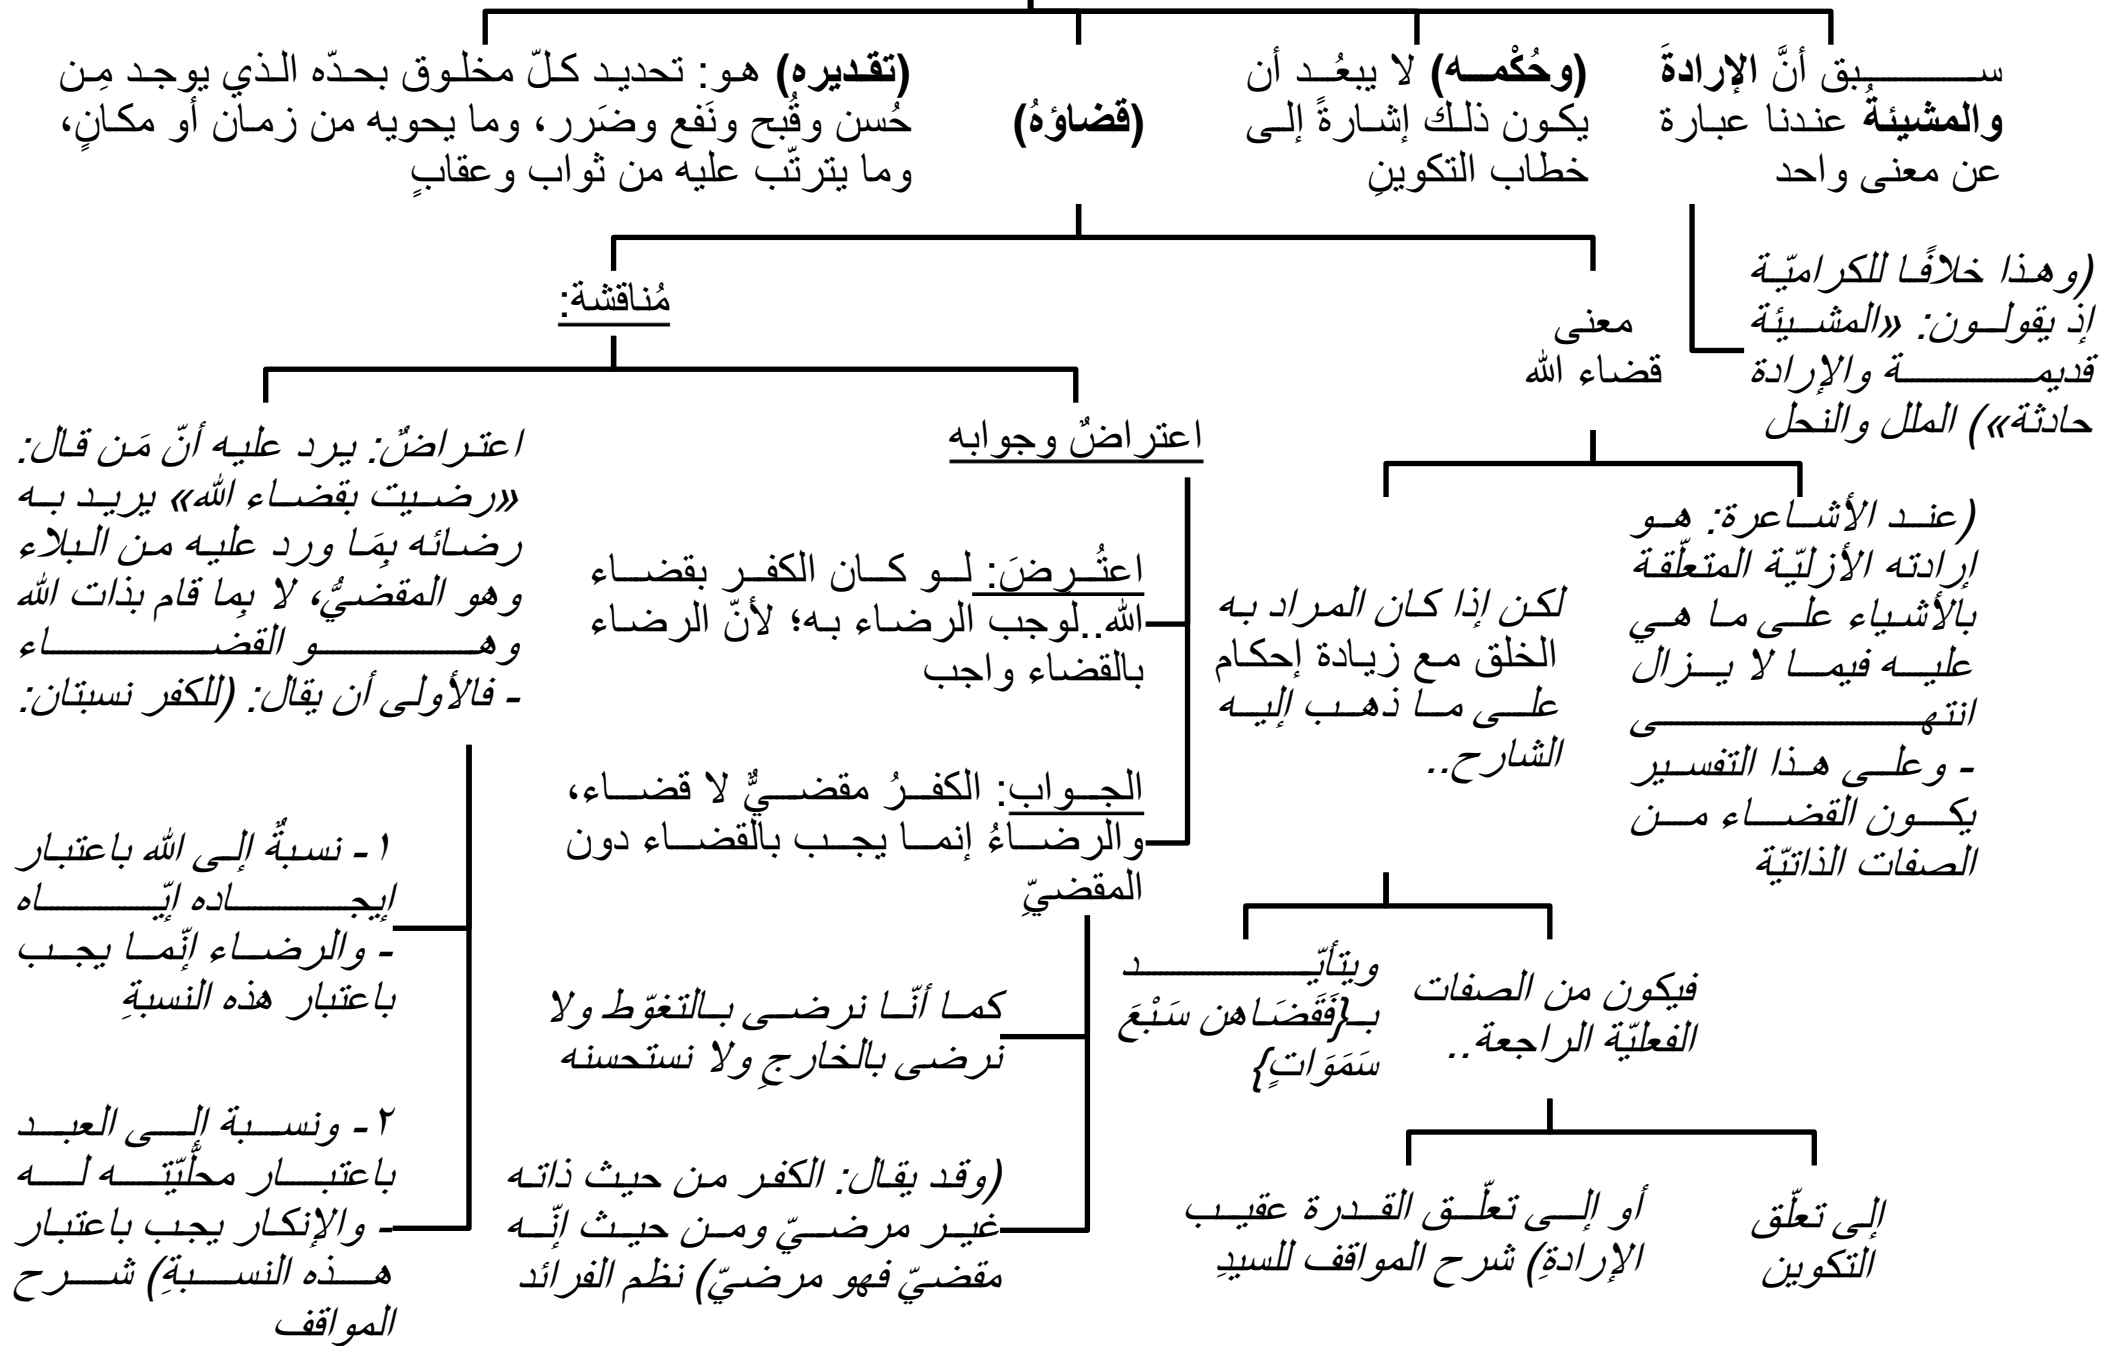 سبق أنَّ الإرادةَ
والمشيئةُ عندنا عبارة
عن معنى واحد
(وهذا خلافًا للكراميّة
إذ يقولون: «المشيئة
قديمة والإرادة
حادثة») الملل والنحل
(وحُكْمه) لا يبعُد أن
يكون ذلك إشارةً إلى
خطاب التكوينِ
(قضاؤهُ)
(تقديره) هو: تحديد كلّ مخلوق بحدّه الذي يوجد مِن
حُسن وقُبح ونَفع وضَرر، وما يحويه من زمان أو مكانٍ،
وما يترتّب عليه من ثواب وعقابٍ
معنى
قضاء الله
(عند الأشاعرة: هو
إرادته الأزليّة المتعلّقة
بالأشياء على ما هي
عليه فيما لا يزال
انتهى
- وعلى هذا التفسير
يكون القضاء من
الصفات الذاتيّة
لكن إذا كان المراد به
الخلق مع زيادة إحكام
على ما ذهب إليه
الشارح..
فيكون من الصفات
الفعليّة الراجعة..
إلى تعلّق
التكوين
أو إلى تعلّق القدرة عقيب
الإرادةِ) شرح المواقف للسيدِ
ويتأيّد
بـ{فَقَضَاهن سَبْعَ
سَمَوَاتٍ}
مُناقشة:
اعتراضٌ وجوابه
اعتُرضَ: لو كان الكفر بقضاء
الله..لوجب الرضاء به؛ لأنّ الرضاء
بالقضاء واجب
الجواب: الكفرُ مقضيٌّ لا قضاء،
والرضاءُ إنما يجب بالقضاء دون
المقضيّ
كما أنّا نرضى بالتغوّط ولا
نرضى بالخارجِ ولا نستحسنه
(وقد يقال: الكفر من حيث ذاته
غير مرضيّ ومن حيث إنّه
مقضيّ فهو مرضيّ) نظم الفرائد
اعتراضٌ: يرد عليه أنّ مَن قال:
«رضيت بقضاء الله» يريد به
رضائه بِمَا ورد عليه من البلاء
وهو المقضيُّ، لا بِما قام بذات الله
وهو القضاء
- فالأولى أن يقال: (للكفر نسبتان:
١- نسبةٌ إلى الله باعتبار
إيجاده إيّاه
- والرضاء إنّما يجب
باعتبار هذه النسبةِ
٢- ونسبة إلى العبد
باعتبار محلّيّته له
- والإنكار يجب باعتبار
هذه النسبةِ) شرح
المواقف